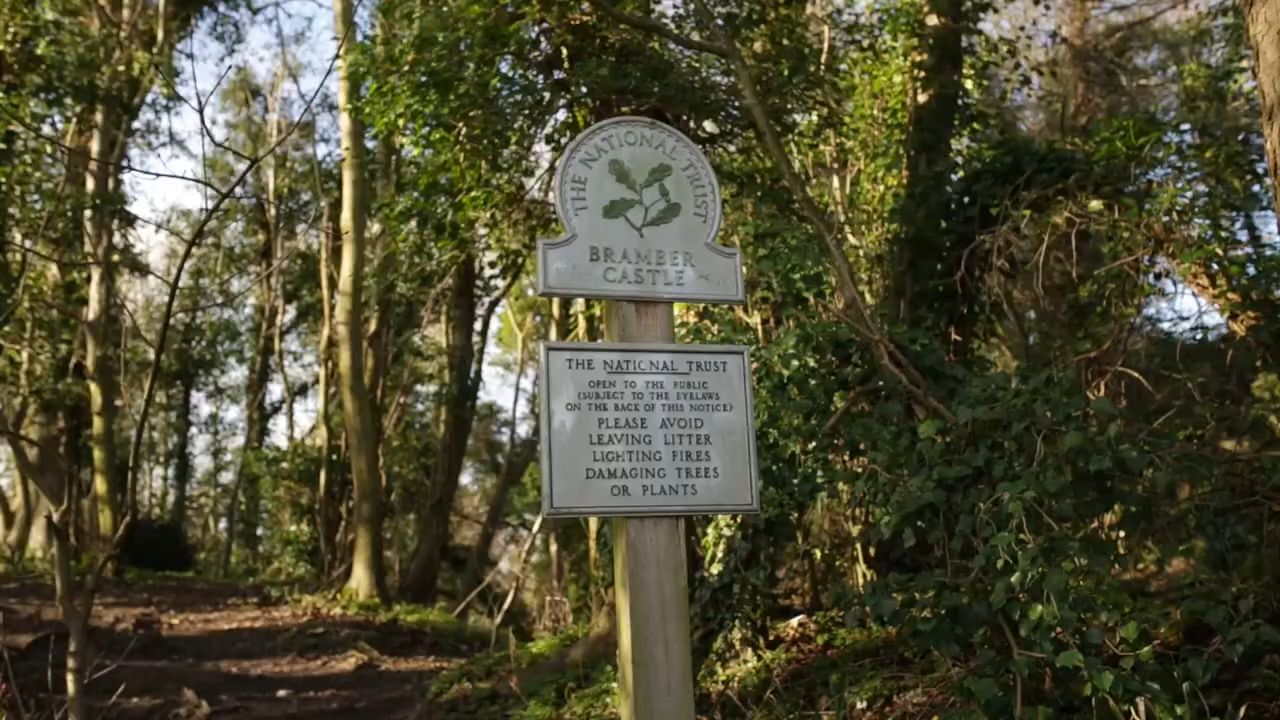 THE NATIONAL TRUST
BRAMBER
CASTLE
THE NATIONAL TRUST
OPEN TO THE PUBLIC
(SUBJECT TO THE BYELAWS
ON THE BACK OF THIS NOTICE)
PLEASE AVOID
LEAVING LITTER
LIGHTING FIRES
DAMAGING TREES
OR PLANTS